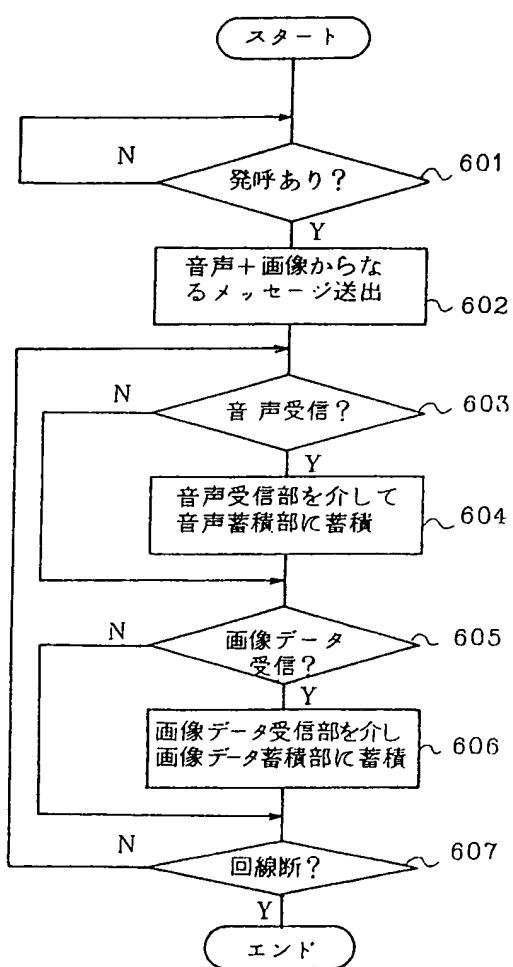 スタート
N
発呼あり?
601
Y
音声+画像からな
るメッセージ送出
602
N
音声受信?
603
Y
音声受信部を介して
音声蓄積部に蓄積
604
N
画像データ
受信?
605
Y
画像データ受信部を介し
画像データ蓄積部に蓄積
606
N
回線断?
607
Y
エンド